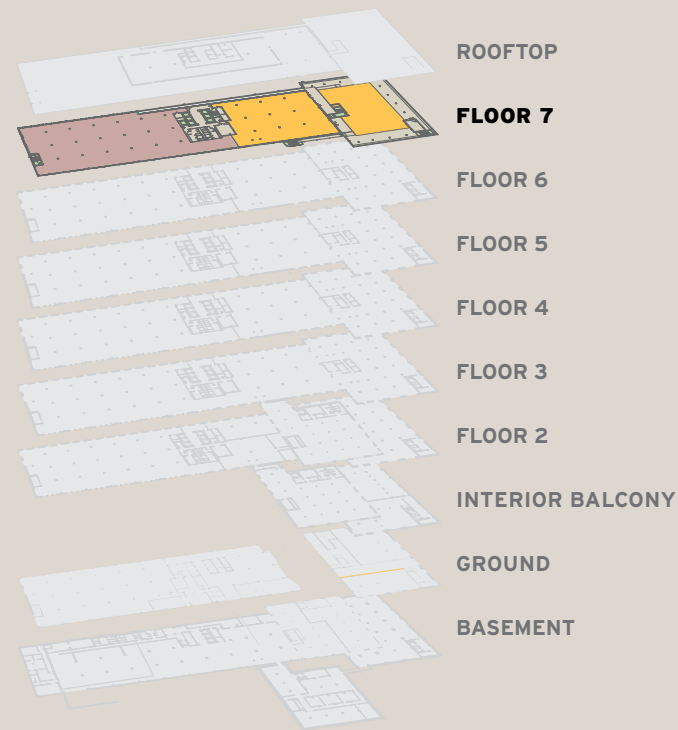 ROOFTOP
FLOOR 7
FLOOR 6
FLOOR 5
FLOOR 4
FLOOR 3
FLOOR 2
INTERIOR BALCONY
GROUND
BASEMENT